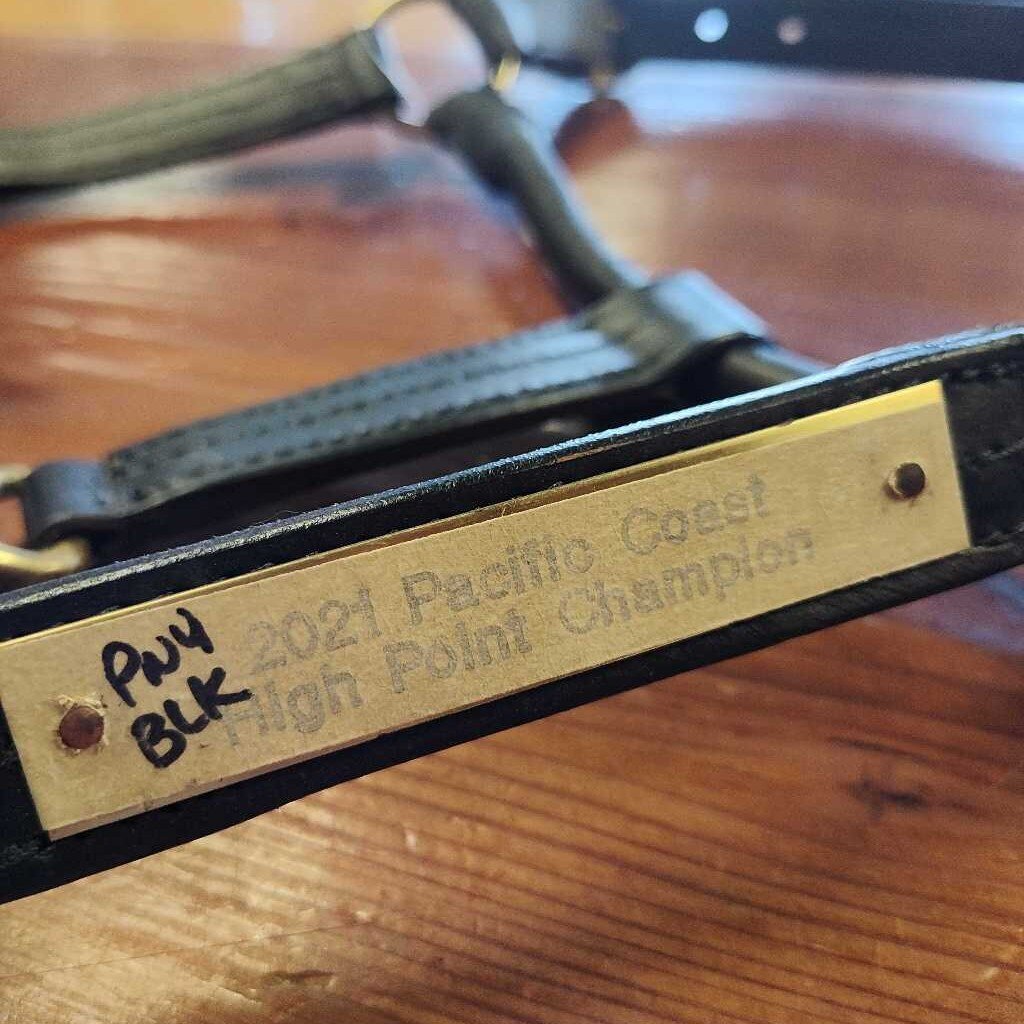 PNY
BLK
2021 Pacific Coast
High Point Champion